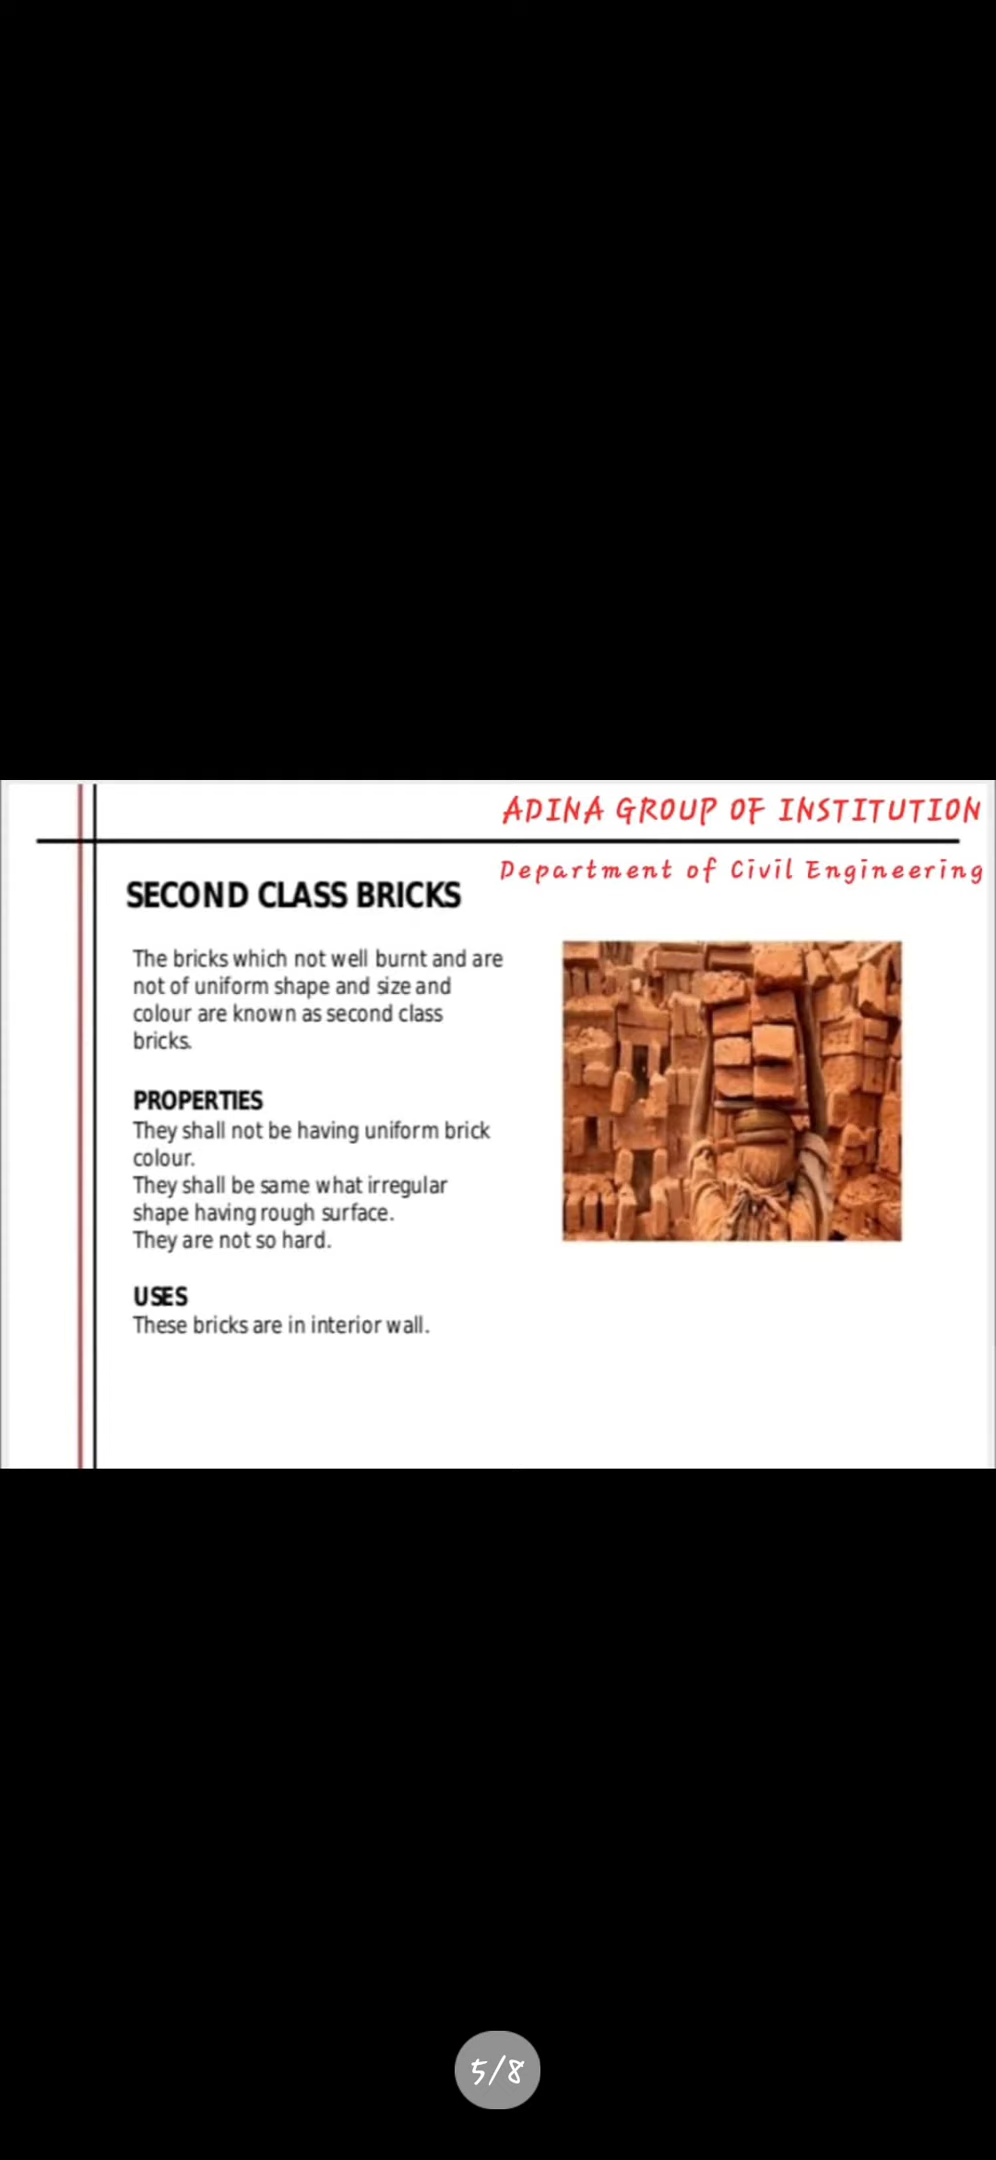 ADINA GROUP OF INSTITUTION
Department of Civil Engineering
SECOND CLASS BRICKS
The bricks which not well burnt and are
not of uniform shape and size and
colour are known as second class
bricks.
PROPERTIES
They shall not be having uniform brick
colour.
They shall be same what irregular
shape having rough surface.
They are not so hard.
USES
These bricks are in interior wall.
5/8